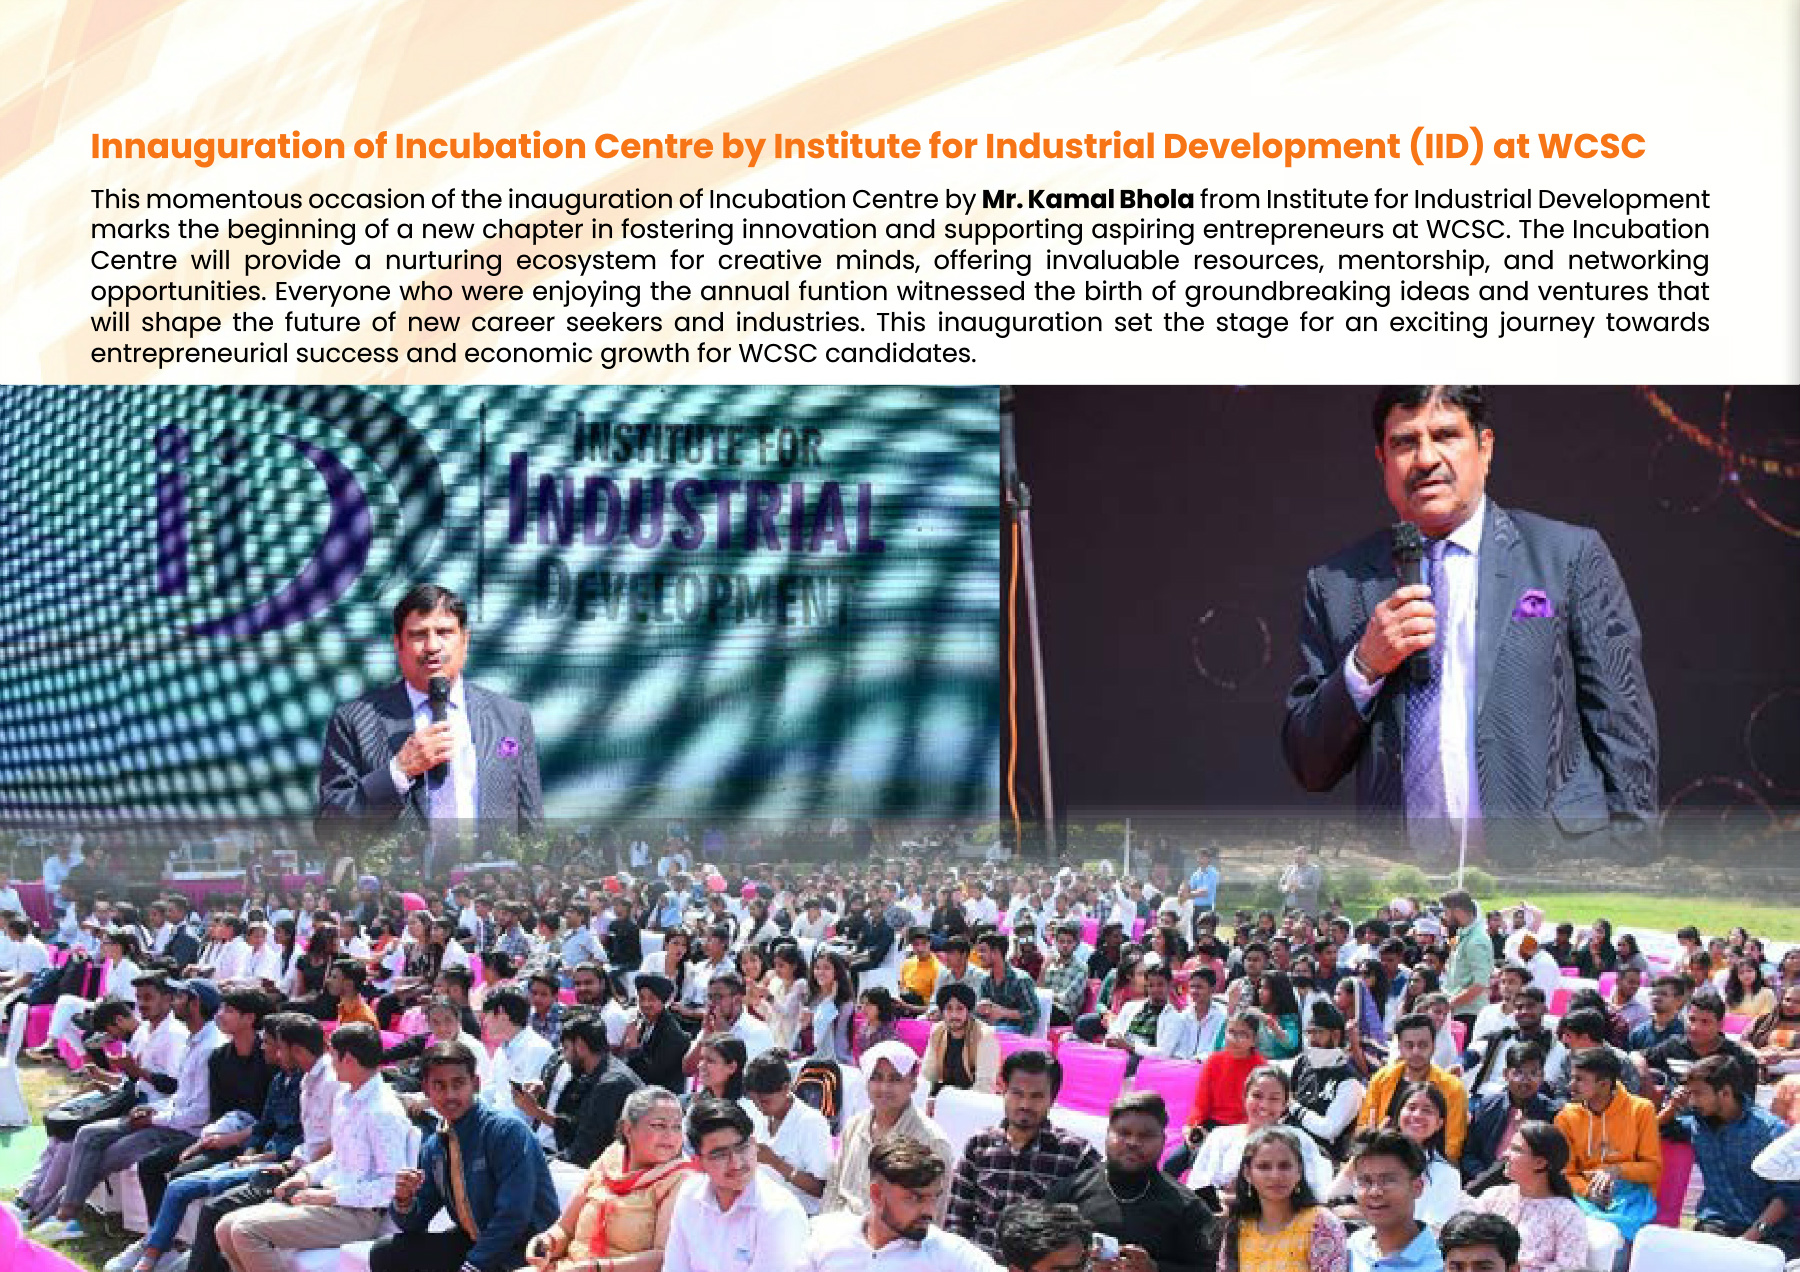 Innauguration of Incubation Centre by Institute for Industrial Development (IID) at WCSC
This momentous occasion of the inauguration of Incubation Centre by Mr. Kamal Bhola from Institute for Industrial Development
marks the beginning of a new chapter in fostering innovation and supporting aspiring entrepreneurs at WCSC. The Incubation
Centre will provide a nurturing ecosystem for creative minds, offering invaluable resources, mentorship, and networking
opportunities. Everyone who were enjoying the annual funtion witnessed the birth of groundbreaking ideas and ventures that
will shape the future of new career seekers and industries. This inauguration set the stage for an exciting journey towards
entrepreneurial success and economic growth for WCSC candidates.
iD
INSTITUTE FOR
INDUSTRIAL
DEVELOPMENT